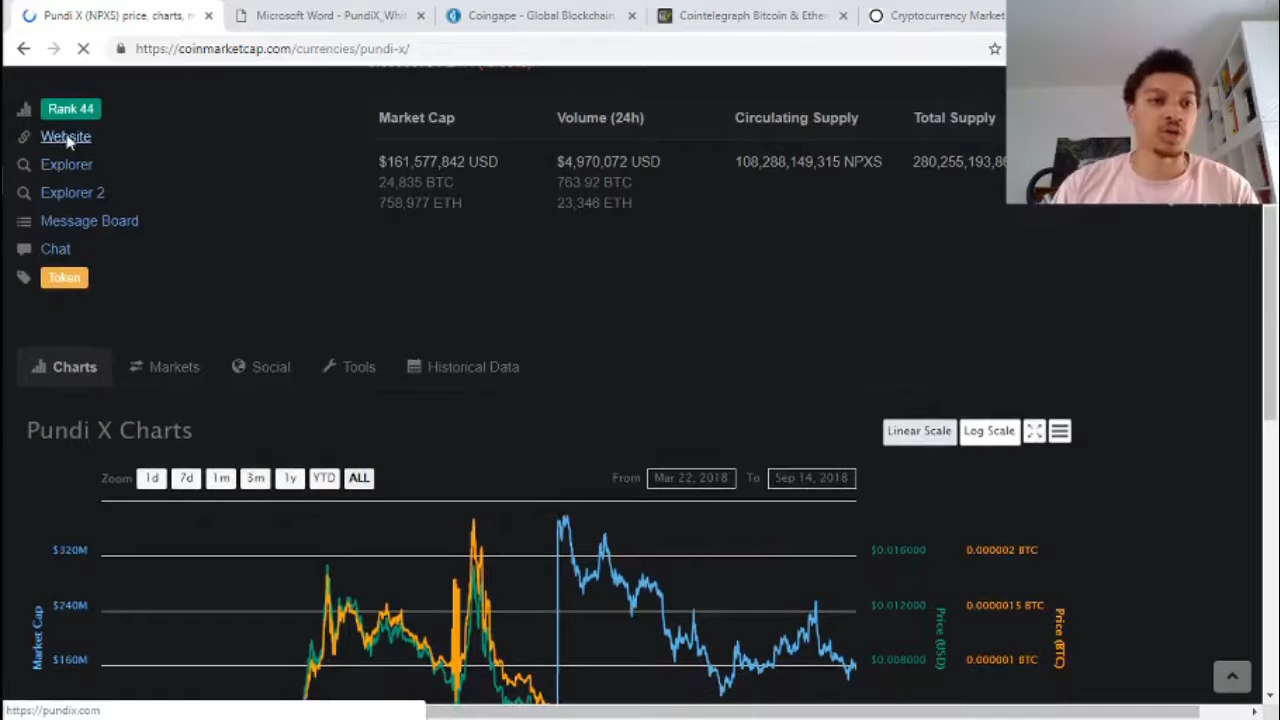 Pundi X (NPXS) price, charts, m
Microsoft Word - PundiX_Whi
Coingape - Global Blockchain
Cointelegraph Bitcoin & Ether
Cryptocurrency Market
https://coinmarketcap.com/currencies/pundi-x/
Rank 44
Website
Explorer
Explorer 2
Message Board
Chat
Token
Market Cap
Volume (24h)
Circulating Supply
Total Supply
$161,577,842 USD
$4,970,072 USD
108,288,149,315 NPXS
280,255,193,86
24,835 BTC
763.92 BTC
758,977 ETH
23,346 ETH
Charts
Markets
Social
Tools
Historical Data
Pundi X Charts
Linear Scale
Log Scale
Zoom 1d 7d 1m 3m 1y YTD ALL
From Mar 22, 2018 To Sep 14, 2018
$320M
$0.016000
0.000002 BTC
$240M
$0.012000
0.0000015 BTC
$160M
$0.008000
0.000001 BTC
Market Cap
Price (USD)
Price (BTC)
https://pundix.com